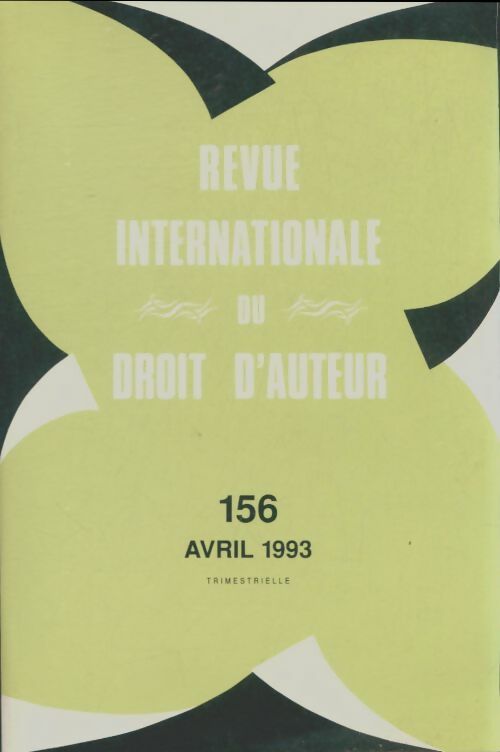 REVUE
INTERNATIONALE
DU
DROIT D'AUTEUR
156
AVRIL 1993
TRIMESTRIELLE